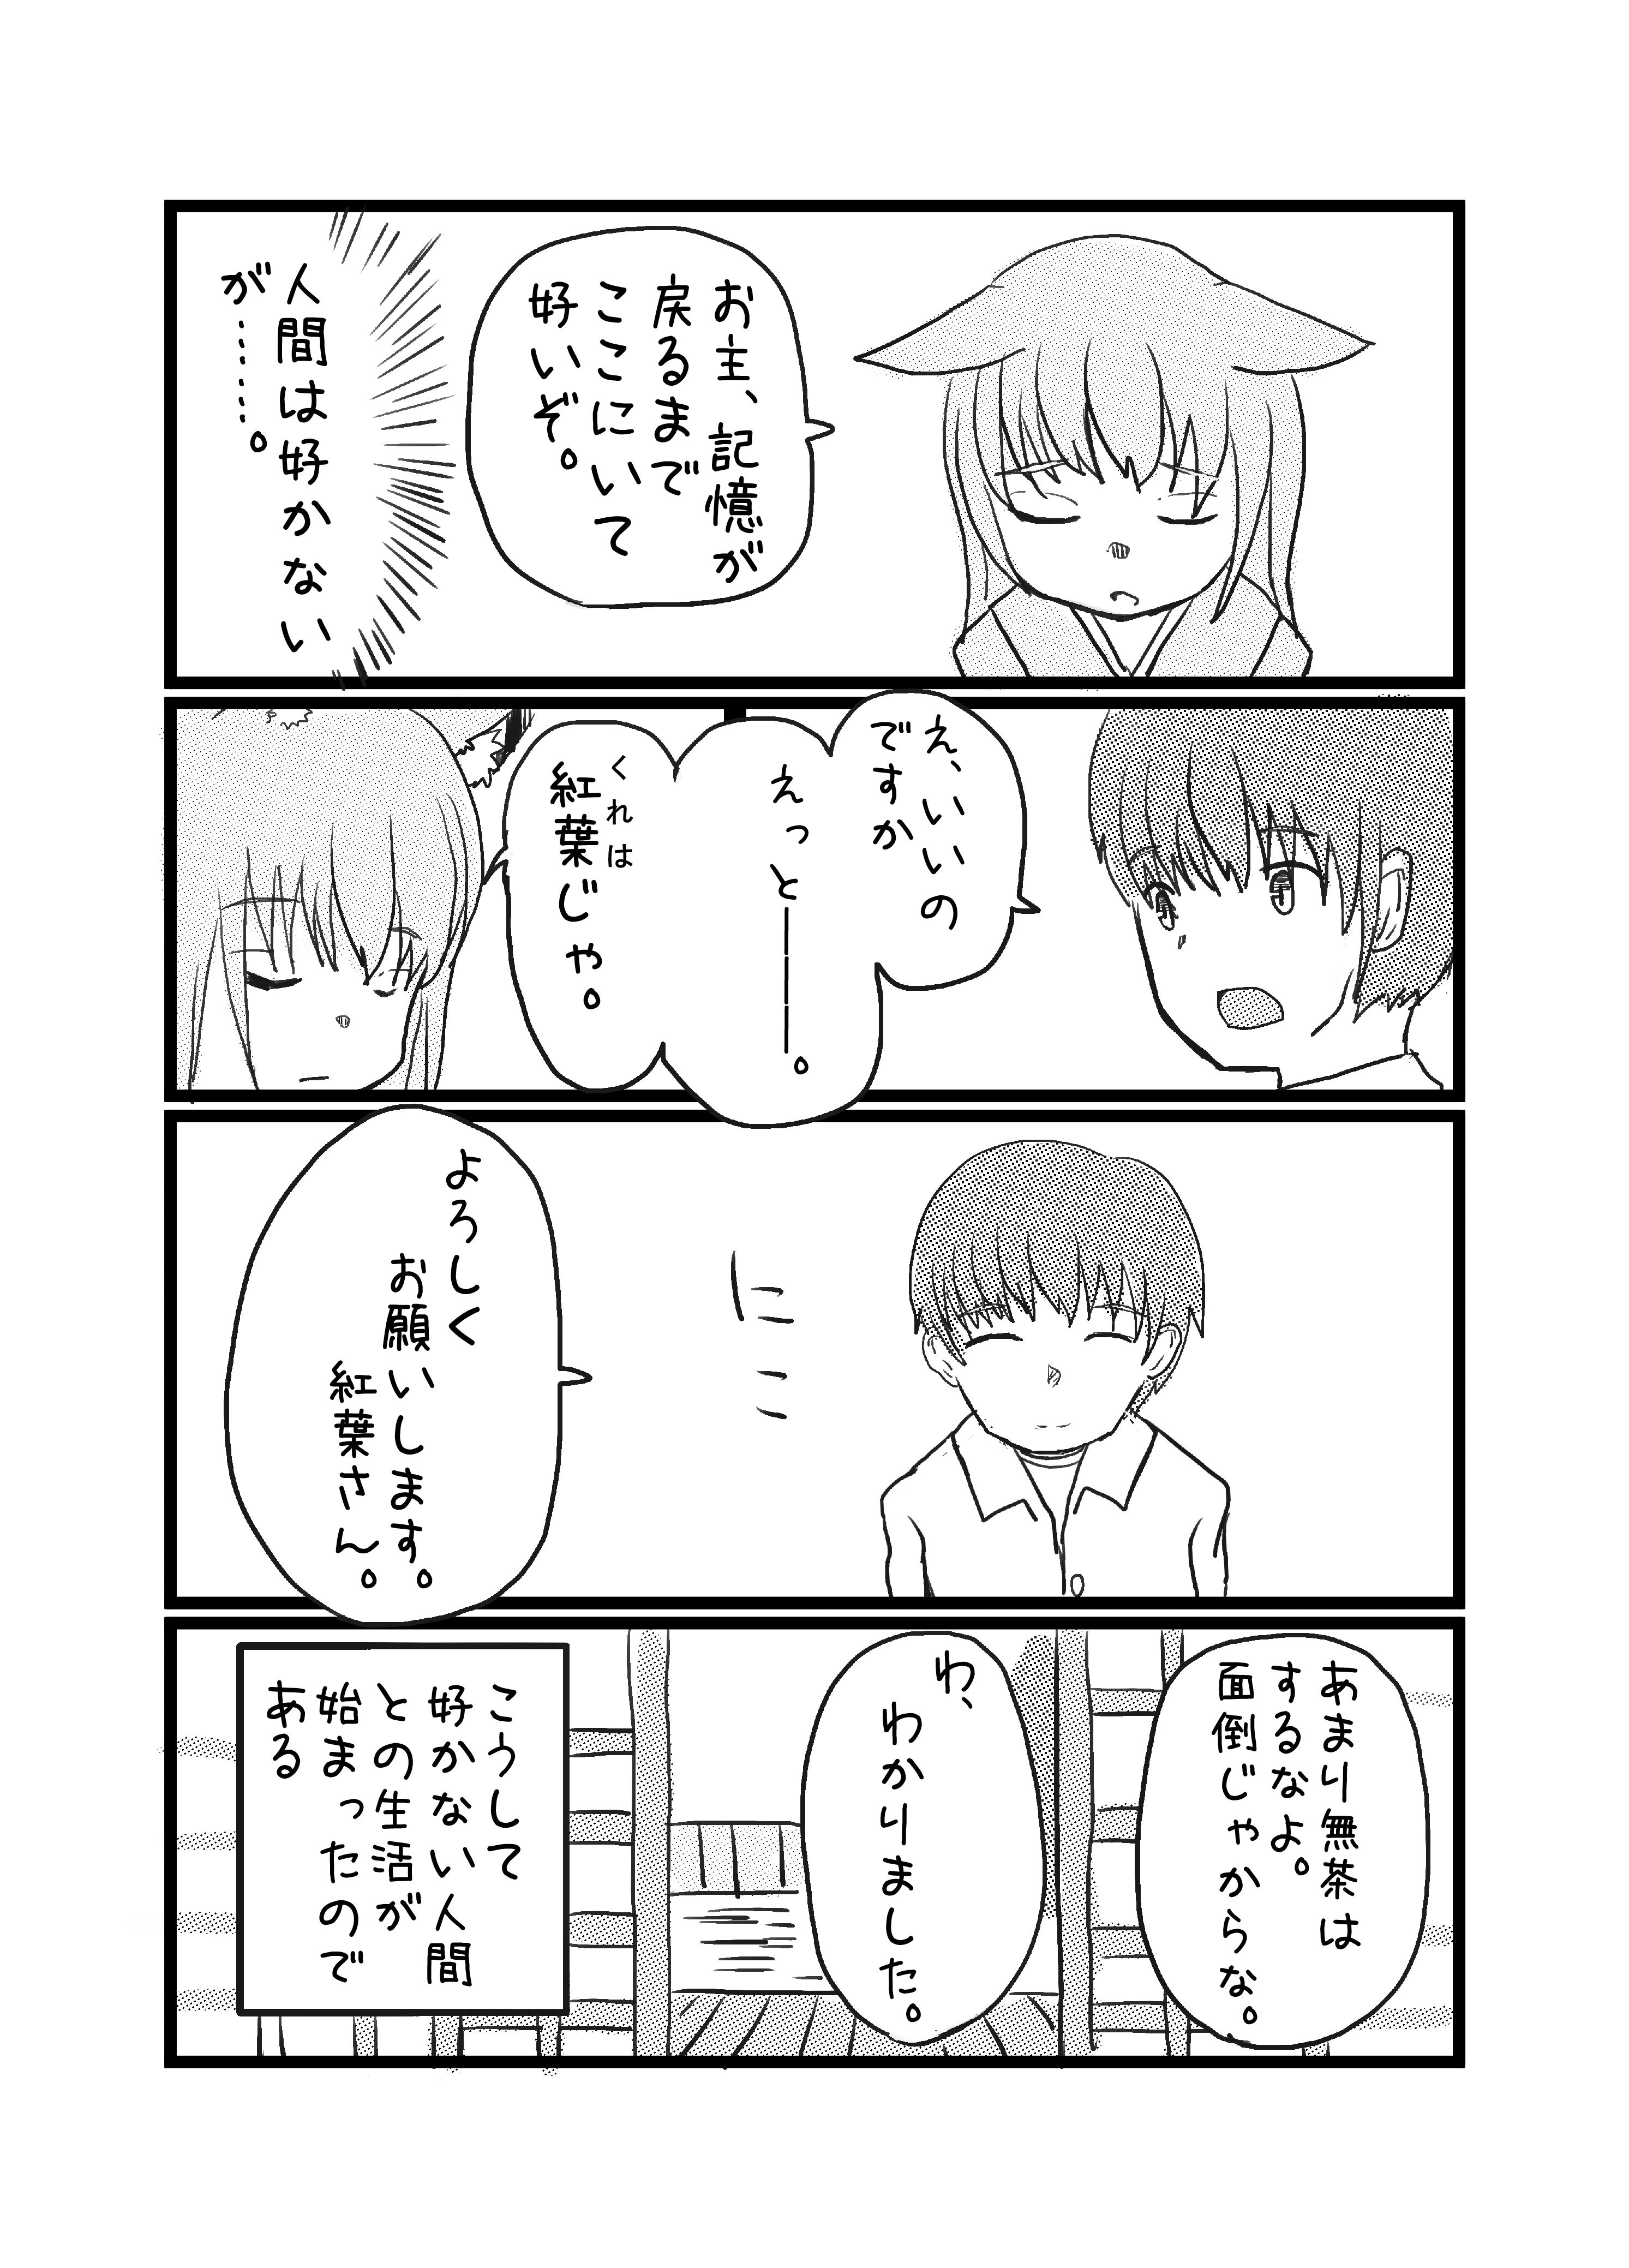 お主、記憶が
戻るまで
ここにいて
好いぞ。
人間は好かない
が……。
え、いいの
ですか
えっと―――。
くれは
紅葉じゃ。
にこ
よろしく
お願いします。
紅葉さん。
あまり無茶は
するなよ。
面倒じゃからな。
わ、
わかりました。
こうして
好かない人間
との生活が
始まったので
ある